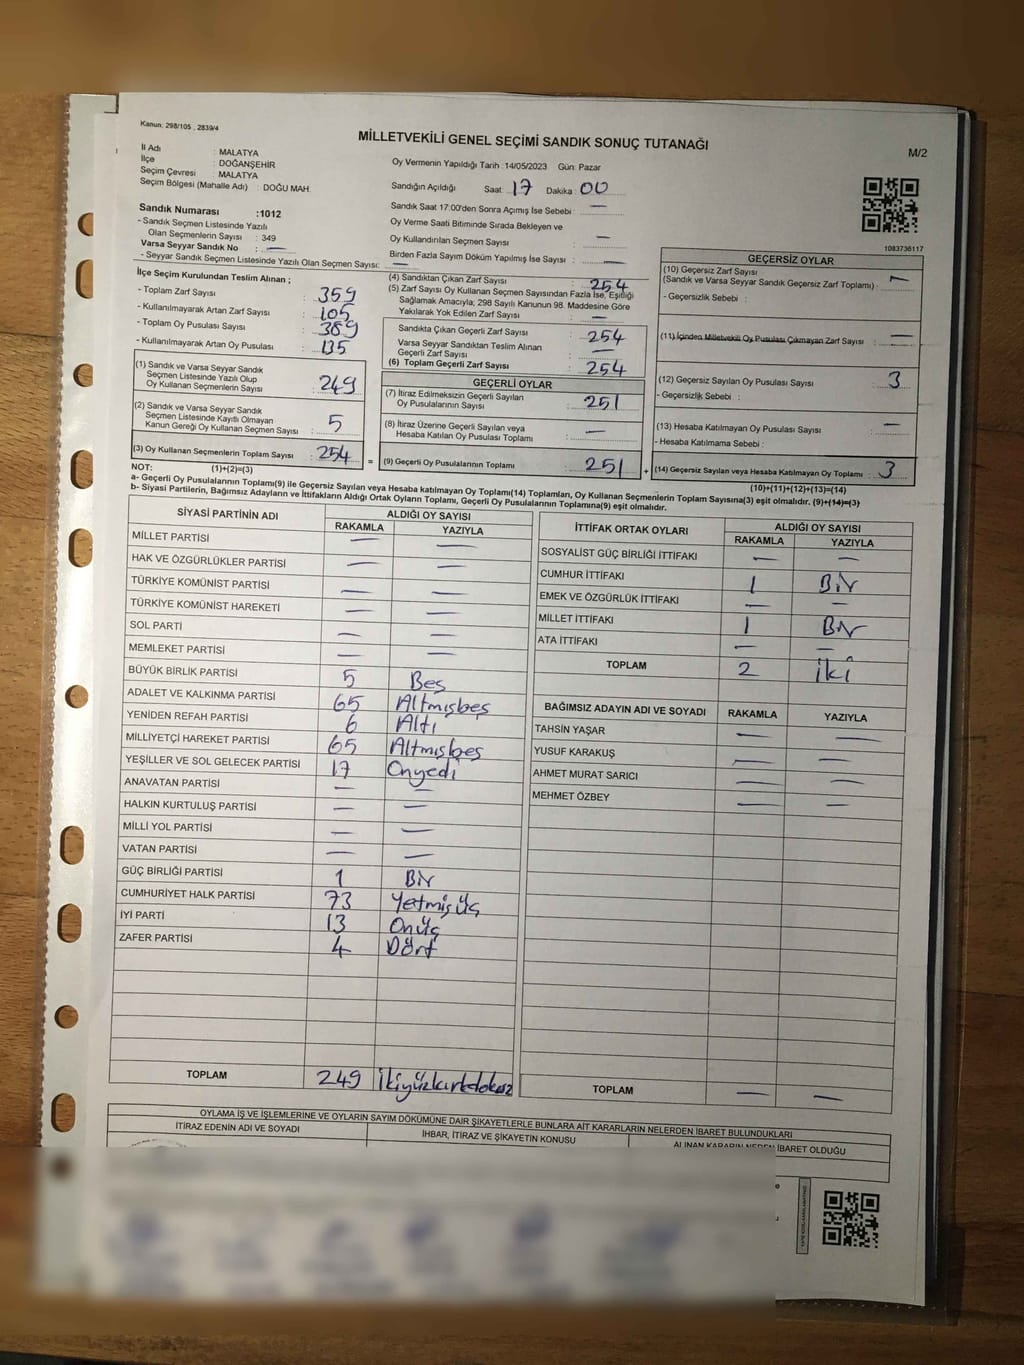 Kanun: 298/105 , 2839/4
MİLLETVEKİLİ GENEL SEÇİMİ SANDIK SONUÇ TUTANAĞI
M/2
İl Adı : MALATYA
İlçe : DOĞANŞEHİR
Seçim Çevresi : MALATYA
Seçim Bölgesi (Mahalle Adı) : DOĞU MAH.
Oy Vermenin Yapıldığı Tarih :14/05/2023 Gün: Pazar
Sandığın Açıldığı Saat: 17 Dakika: 00
Sandık Saat 17:00'den Sonra Açımış İse Sebebi : —
Oy Verme Saati Bitiminde Sırada Bekleyen ve
Oy Kullandırılan Seçmen Sayısı : —
Birden Fazla Sayım Döküm Yapılmış İse Sayısı : —
1083736117
Sandık Numarası :1012
- Sandık Seçmen Listesinde Yazılı
Olan Seçmenlerin Sayısı : 349
Varsa Seyyar Sandık No : —
- Seyyar Sandık Seçmen Listesinde Yazılı Olan Seçmen Sayısı: —
İlçe Seçim Kurulundan Teslim Alınan ;
- Toplam Zarf Sayısı : 359
- Kullanılmayarak Artan Zarf Sayısı : 105
- Toplam Oy Pusulası Sayısı : 389
- Kullanılmayarak Artan Oy Pusulası : 135
(1) Sandık ve Varsa Seyyar Sandık
Seçmen Listesinde Yazılı Olup
Oy Kullanan Seçmenlerin Sayısı : 249
(2) Sandık ve Varsa Seyyar Sandık
Seçmen Listesinde Kayıtlı Olmayan
Kanun Gereği Oy Kullanan Seçmen Sayısı : 5
(3) Oy Kullanan Seçmenlerin Toplam Sayısı : 254
(1)+(2)=(3)
(4) Sandıktan Çıkan Zarf Sayısı : 254
(5) Zarf Sayısı Oy Kullanan Seçmen Sayısından Fazla İse, Eşitliği
Sağlamak Amacıyla; 298 Sayılı Kanunun 98. Maddesine Göre
Yakılarak Yok Edilen Zarf Sayısı : —
Sandıkta Çıkan Geçerli Zarf Sayısı : 254
Varsa Seyyar Sandıktan Teslim Alınan
Geçerli Zarf Sayısı : —
(6) Toplam Geçerli Zarf Sayısı : 254
=
GEÇERLİ OYLAR
(7) İtiraz Edilmeksizin Geçerli Sayılan
Oy Pusulalarının Sayısı : 251
(8) İtiraz Üzerine Geçerli Sayılan veya
Hesaba Katılan Oy Pusulası Toplamı : —
(9) Geçerli Oy Pusulalarının Toplamı : 251
+
GEÇERSİZ OYLAR
(10) Geçersiz Zarf Sayısı
(Sandık ve Varsa Seyyar Sandık Geçersiz Zarf Toplamı) : —
- Geçersizlik Sebebi :
(11) İçinden Milletvekili Oy Pusulası Çıkmayan Zarf Sayısı : —
(12) Geçersiz Sayılan Oy Pusulası Sayısı : 3
- Geçersizlik Sebebi :
(13) Hesaba Katılmayan Oy Pusulası Sayısı : —
- Hesaba Katılmama Sebebi :
(14) Geçersiz Sayılan veya Hesaba Katılmayan Oy Toplamı : 3
(10)+(11)+(12)+(13)=(14)
NOT:
a- Geçerli Oy Pusulalarının Toplamı(9) ile Geçersiz Sayılan veya Hesaba katılmayan Oy Toplamı(14) Toplamları, Oy Kullanan Seçmenlerin Toplam Sayısına(3) eşit olmalıdır. (9)+(14)=(3)
b- Siyasi Partilerin, Bağımsız Adayların ve İttifakların Aldığı Ortak Oyların Toplamı, Geçerli Oy Pusulalarının Toplamına(9) eşit olmalıdır.
SİYASİ PARTİNİN ADI ALDIĞI OY SAYISI
RAKAMLA YAZIYLA
MİLLET PARTİSİ — —
HAK VE ÖZGÜRLÜKLER PARTİSİ — —
TÜRKİYE KOMÜNİST PARTİSİ — —
TÜRKİYE KOMÜNİST HAREKETİ — —
SOL PARTİ — —
MEMLEKET PARTİSİ — —
BÜYÜK BİRLİK PARTİSİ 5 Beş
ADALET VE KALKINMA PARTİSİ 65 Altmışbeş
YENİDEN REFAH PARTİSİ 6 Altı
MİLLİYETÇİ HAREKET PARTİSİ 65 Altmışbeş
YEŞİLLER VE SOL GELECEK PARTİSİ 17 Onyedi
ANAVATAN PARTİSİ — —
HALKIN KURTULUŞ PARTİSİ — —
MİLLİ YOL PARTİSİ — —
VATAN PARTİSİ — —
GÜÇ BİRLİĞİ PARTİSİ 1 Bir
CUMHURİYET HALK PARTİSİ 73 Yetmişüç
İYİ PARTİ 13 Onüç
ZAFER PARTİSİ 4 Dört
TOPLAM 249 ikiyüzkırkdokuz
İTTİFAK ORTAK OYLARI ALDIĞI OY SAYISI
RAKAMLA YAZIYLA
SOSYALİST GÜÇ BİRLİĞİ İTTİFAKI — —
CUMHUR İTTİFAKI 1 Bir
EMEK VE ÖZGÜRLÜK İTTİFAKI — —
MİLLET İTTİFAKI 1 Bir
ATA İTTİFAKI — —
TOPLAM 2 iki
BAĞIMSIZ ADAYIN ADI VE SOYADI RAKAMLA YAZIYLA
TAHSİN YAŞAR — —
YUSUF KARAKUŞ — —
AHMET MURAT SARICI — —
MEHMET ÖZBEY — —
TOPLAM — —
OYLAMA İŞ VE İŞLEMLERİNE VE OYLARIN SAYIM DÖKÜMÜNE DAİR ŞİKAYETLERLE BUNLARA AİT KARARLARIN NELERDEN İBARET BULUNDUKLARI
İTİRAZ EDENİN ADI VE SOYADI İHBAR, İTİRAZ VE ŞİKAYETİN KONUSU ALINAN KARARIN NEDEN İBARET OLDUĞU